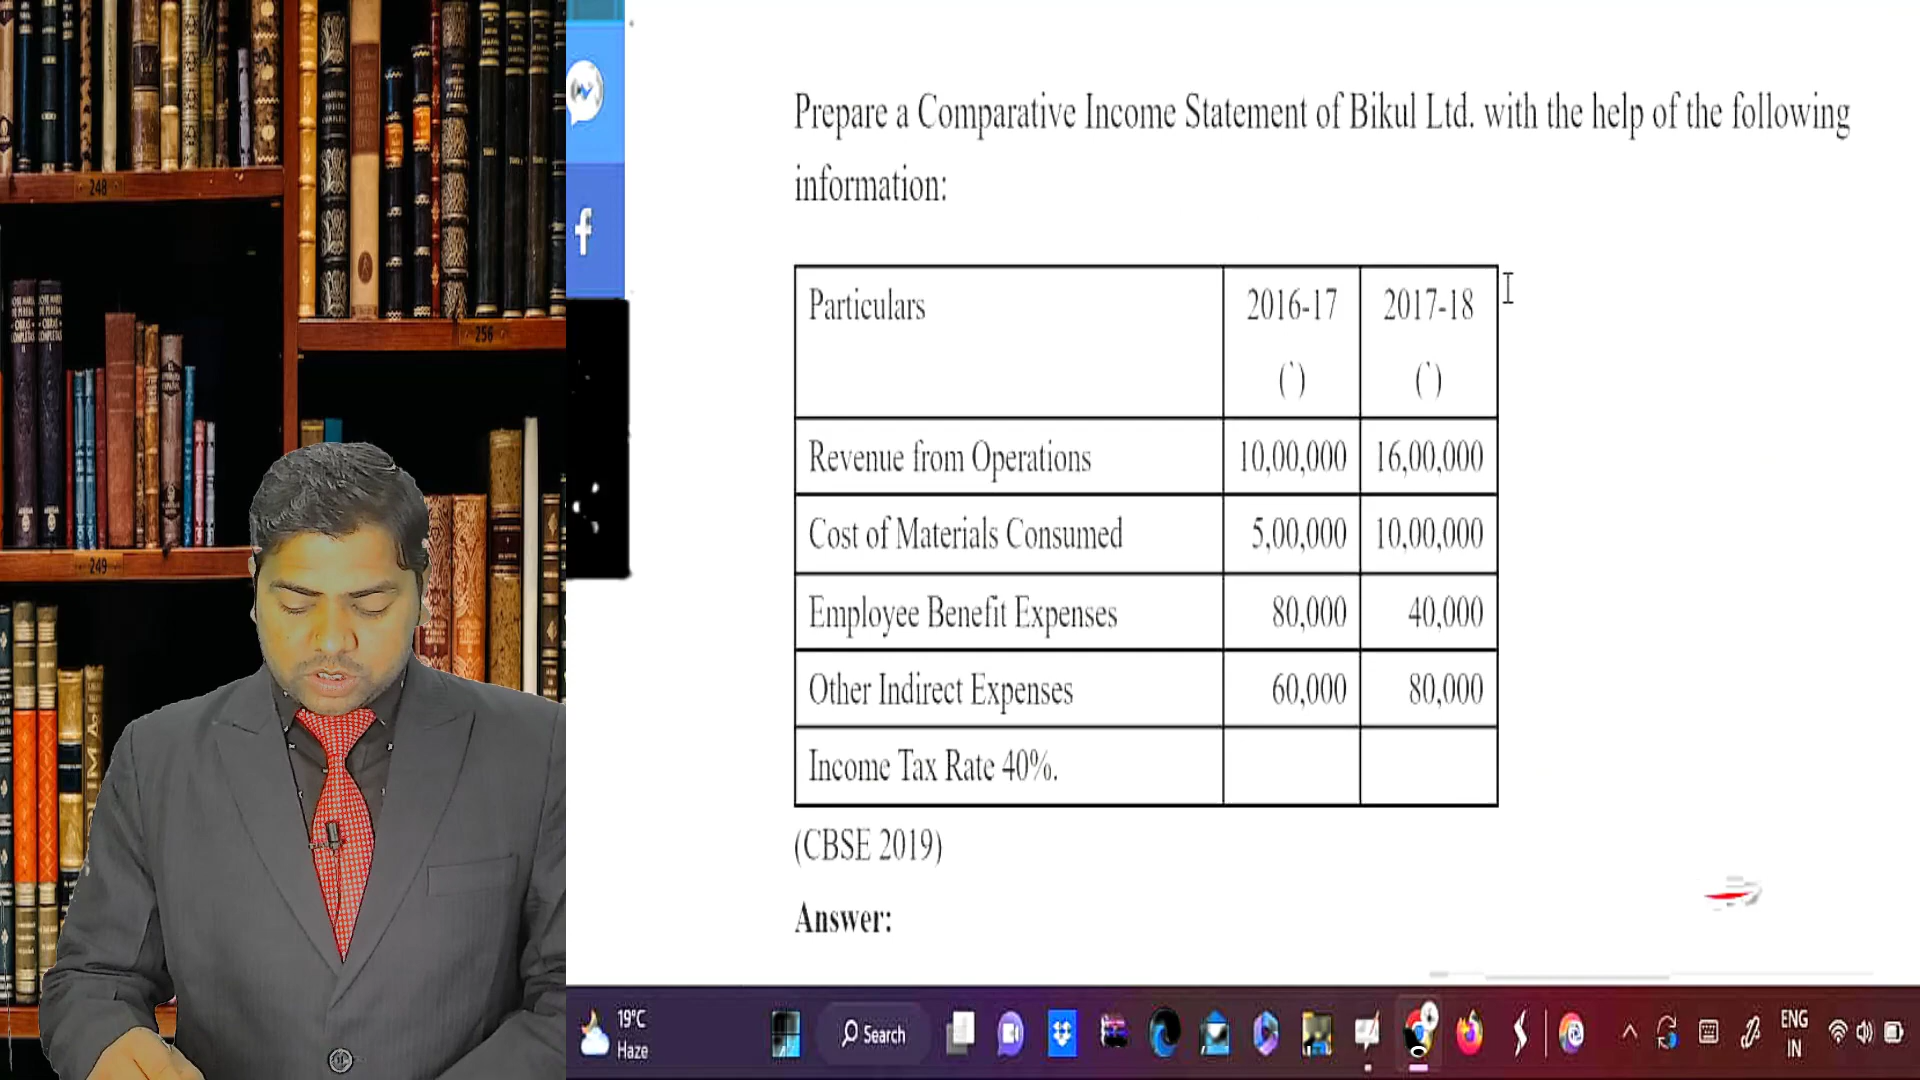 248
256
249
Prepare a Comparative Income Statement of Bikul Ltd. with the help of the following
information:
Particulars 2016-17 2017-18
(`) (`)
Revenue from Operations 10,00,000 16,00,000
Cost of Materials Consumed 5,00,000 10,00,000
Employee Benefit Expenses 80,000 40,000
Other Indirect Expenses 60,000 80,000
Income Tax Rate 40%.
(CBSE 2019)
Answer:
19°C
Haze
Search
ENG
IN